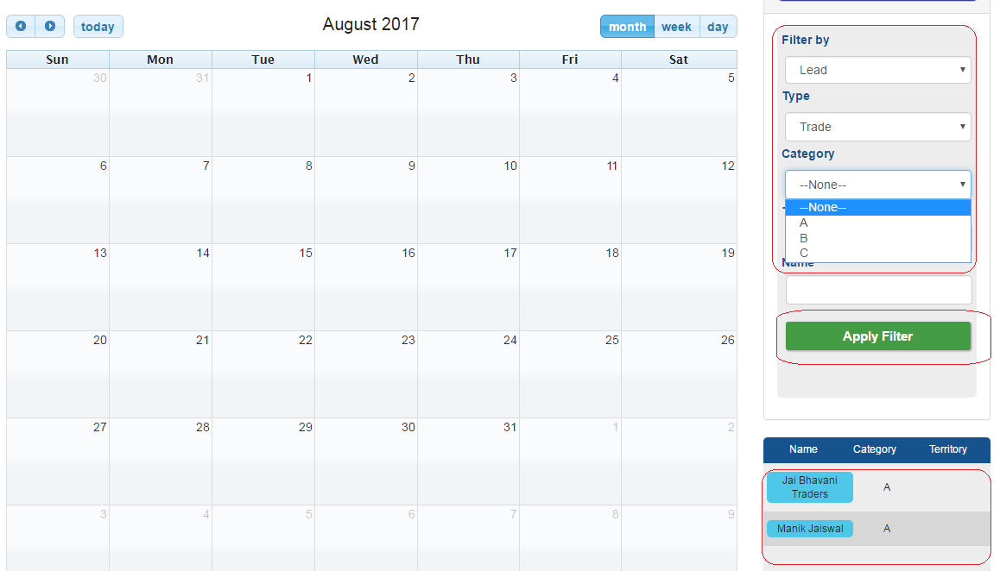 August 2017
today
month week day
Sun Mon Tue Wed Thu Fri Sat
30 31 1 2 3 4 5
6 7 8 9 10 11 12
13 14 15 16 17 18 19
20 21 22 23 24 25 26
27 28 29 30 31 1 2
3 4 5 6 7 8 9
Filter by
Lead
Type
Trade
Category
--None--
--None--
A
B
C
Name
Apply Filter
Name Category Territory
Jai Bhavani
Traders
A
Manik Jaiswal A